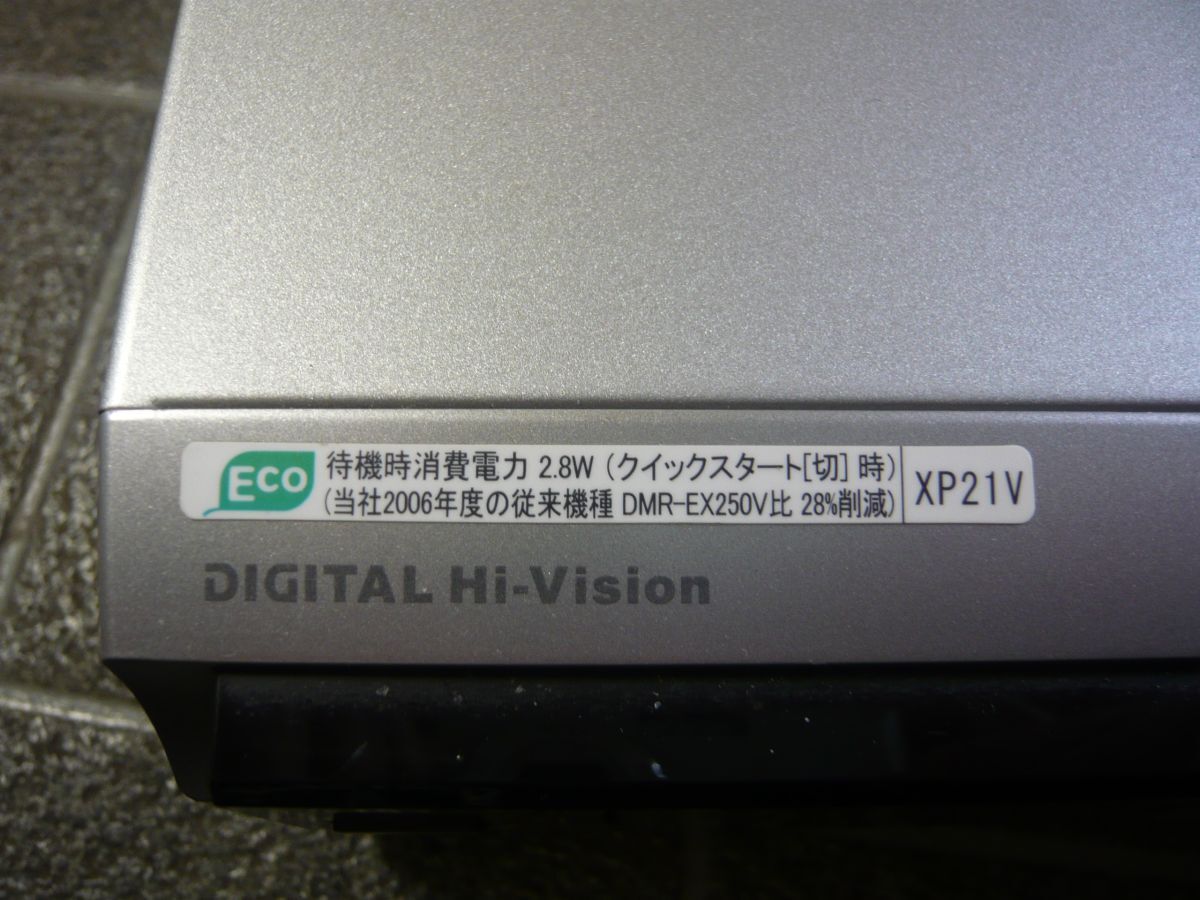 ECO
待機時消費電力 2.8W (クイックスタート[切] 時)
(当社2006年度の従来機種 DMR-EX250V比 28%削減)
XP21V
DIGITAL Hi-Vision